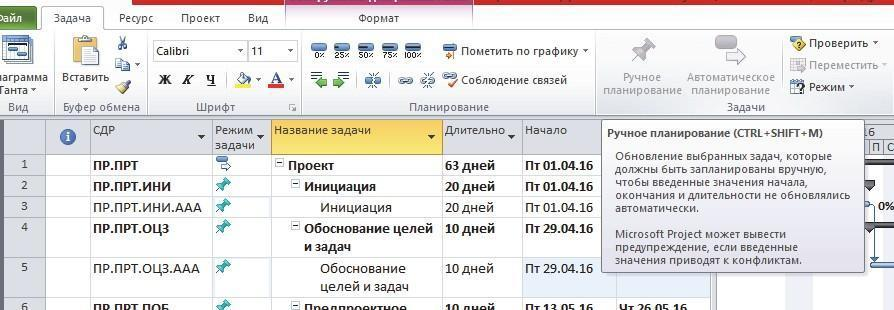 Файл Задача Ресурс Проект Вид Формат
Вставить
Calibri 11
Ж К Ч А
0% 25% 50% 75% 100%
Пометить по графику
Соблюдение связей
Ручное планирование
Автоматическое планирование
Проверить
Переместить
Режим
Ганта
Вид Буфер обмена Шрифт Планирование Задачи
СДР Режим задачи Название задачи Длительно Начало
1 ПР.ПРТ Проект 63 дней Пт 01.04.16
2 ПР.ПРТ.ИНИ Инициация 20 дней Пт 01.04.16
3 ПР.ПРТ.ИНИ.ААА Инициация 20 дней Пт 01.04.16
4 ПР.ПРТ.ОЦЗ Обоснование целей 10 дней Пт 29.04.16
и задач
5 ПР.ПРТ.ОЦЗ.ААА Обоснование 10 дней Пт 29.04.16
целей и задач
6 ПР.ПРТ.ПОБ Предпроектное 10 дней Пт 13.05.16 Чт 26.05.16
Ручное планирование (CTRL+SHIFT+M)
Обновление выбранных задач, которые
должны быть запланированы вручную,
чтобы введенные значения начала,
окончания и длительности не обновлялись
автоматически.
Microsoft Project может вывести
предупреждение, если введенные
значения приводят к конфликтам.
16
П С
0%